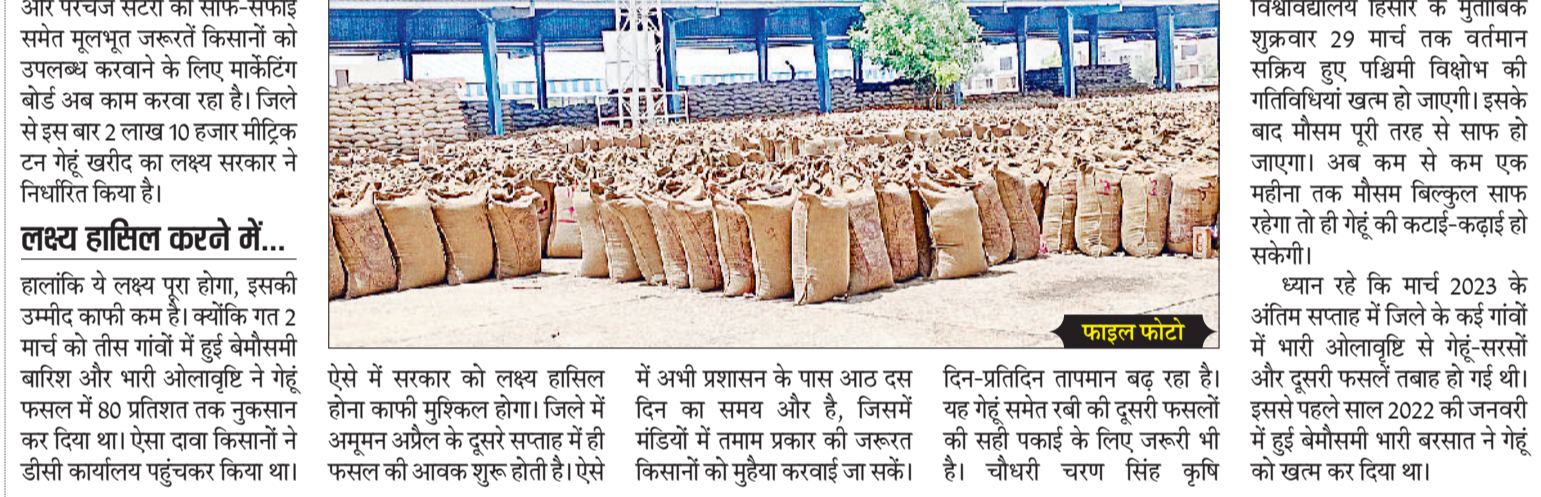 और परचेज सेंटरों की साफ-सफाई
समेत मूलभूत जरूरतें किसानों को
उपलब्ध करवाने के लिए मार्केटिंग
बोर्ड अब काम करवा रहा है। जिले
से इस बार 2 लाख 10 हजार मीट्रिक
टन गेहूं खरीद का लक्ष्य सरकार ने
निर्धारित किया है।
लक्ष्य हासिल करने में...
हालांकि ये लक्ष्य पूरा होगा, इसकी
उम्मीद काफी कम है। क्योंकि गत 2
मार्च को तीस गांवों में हुई बेमौसमी
बारिश और भारी ओलावृष्टि ने गेहूं
फसल में 80 प्रतिशत तक नुकसान
कर दिया था। ऐसा दावा किसानों ने
डीसी कार्यालय पहुंचकर किया था।
फाइल फोटो
ऐसे में सरकार को लक्ष्य हासिल
होना काफी मुश्किल होगा। जिले में
अमूमन अप्रैल के दूसरे सप्ताह में ही
फसल की आवक शुरू होती है। ऐसे
में अभी प्रशासन के पास आठ दस
दिन का समय और है, जिसमें
मंडियों में तमाम प्रकार की जरूरत
किसानों को मुहैया करवाई जा सकें।
दिन-प्रतिदिन तापमान बढ़ रहा है।
यह गेहूं समेत रबी की दूसरी फसलों
की सही पकाई के लिए जरूरी भी
है। चौधरी चरण सिंह कृषि
विश्वविद्यालय हिसार के मुताबिक
शुक्रवार 29 मार्च तक वर्तमान
सक्रिय हुए पश्चिमी विक्षोभ की
गतिविधियां खत्म हो जाएगी। इसके
बाद मौसम पूरी तरह से साफ हो
जाएगा। अब कम से कम एक
महीना तक मौसम बिल्कुल साफ
रहेगा तो ही गेहूं की कटाई-कढ़ाई हो
सकेगी।
ध्यान रहे कि मार्च 2023 के
अंतिम सप्ताह में जिले के कई गांवों
में भारी ओलावृष्टि से गेहूं-सरसों
और दूसरी फसलें तबाह हो गई थी।
इससे पहले साल 2022 की जनवरी
में हुई बेमौसमी भारी बरसात ने गेहूं
को खत्म कर दिया था।